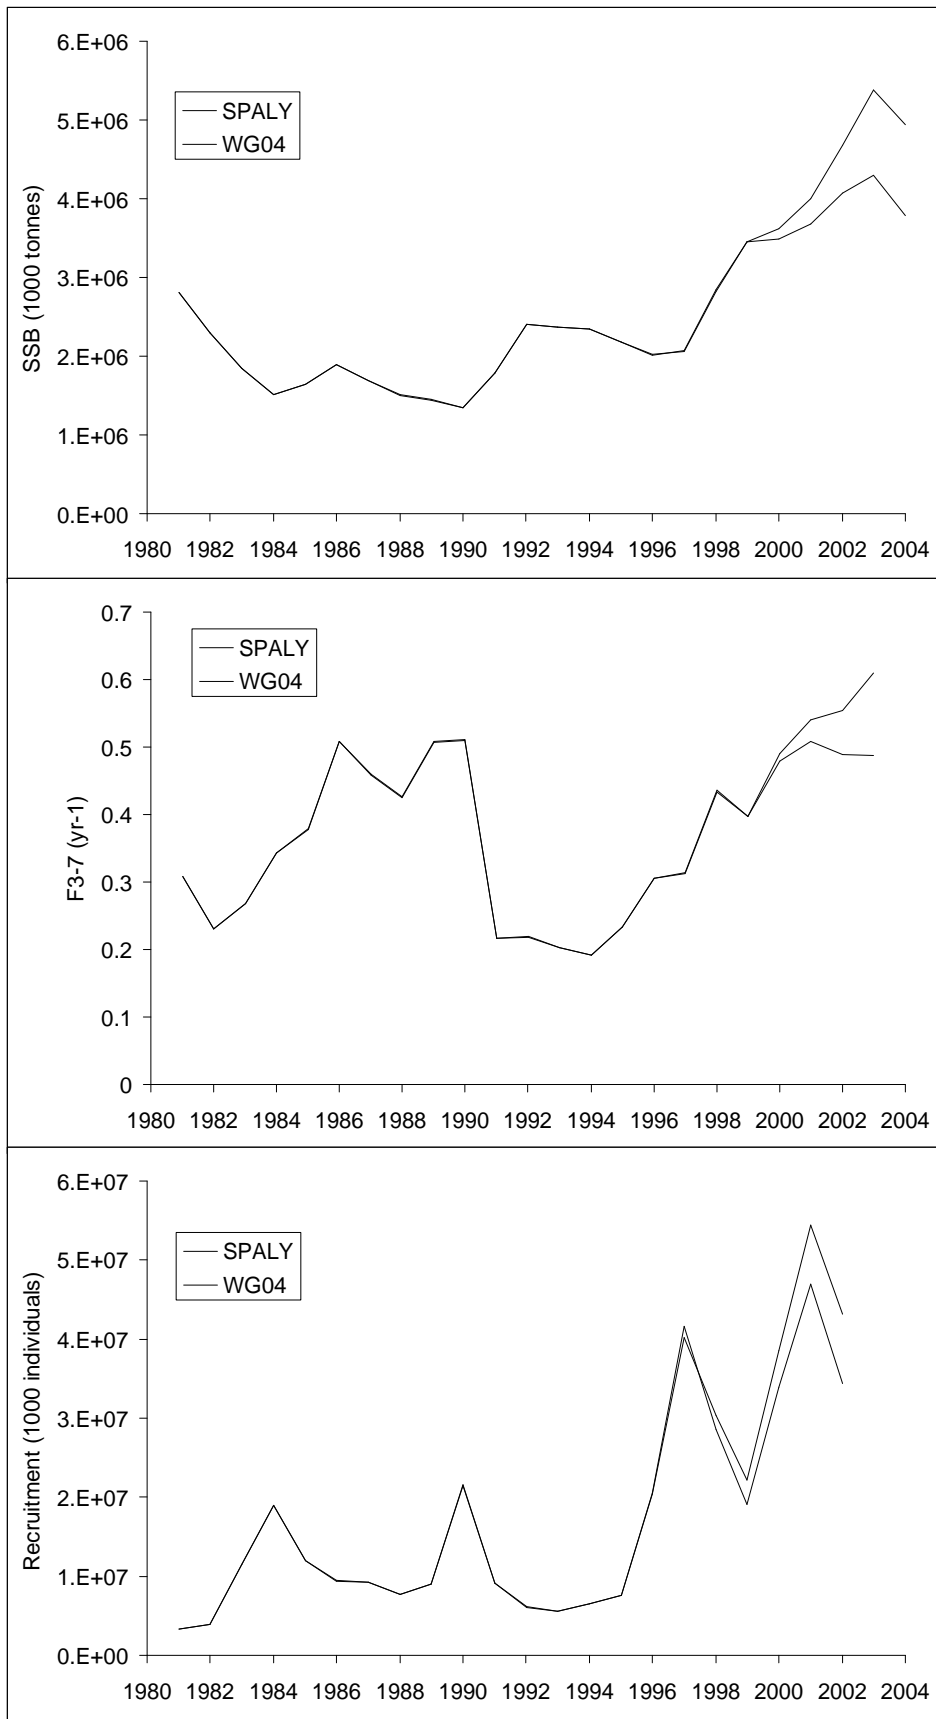 6.E+06
5.E+06
4.E+06
3.E+06
2.E+06
1.E+06
0.E+00
SSB (1000 tonnes)
SPALY
WG04
1980 1982 1984 1986 1988 1990 1992 1994 1996 1998 2000 2002 2004
0.7
0.6
0.5
0.4
0.3
0.2
0.1
0
F3-7 (yr-1)
SPALY
WG04
1980 1982 1984 1986 1988 1990 1992 1994 1996 1998 2000 2002 2004
6.E+07
5.E+07
4.E+07
3.E+07
2.E+07
1.E+07
0.E+00
Recruitment (1000 individuals)
SPALY
WG04
1980 1982 1984 1986 1988 1990 1992 1994 1996 1998 2000 2002 2004